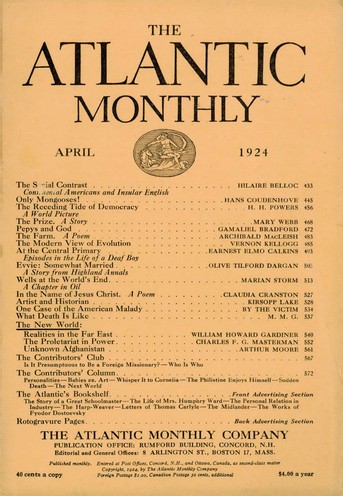 THE
ATLANTIC
MONTHLY
APRIL 1924
The Contrast HILAIRE BELLOC 433
Continental Americans and Insular English
Only Mongooses! HANS COUDENHOVE 448
The Receding Tide of Democracy H. H. POWERS 456
A World Picture
The Prize. A Story MARY WEBB 468
Pepys and God GAMALIEL BRADFORD 472
The Farm. A Poem ARCHIBALD MacLEISH 483
The Modern View of Evolution VERNON KELLOGG 485
At the Central Primary EARNEST ELMO CALKINS 493
Episodes in the Life of a Deaf Boy
Evvie: Somewhat Married OLIVE TILFORD DARGAN
A Story from Highland Annals
Wells at the World's End. MARIAN STORM 513
A Chapter in Oil
In the Name of Jesus Christ. A Poem CLAUDIA CRANSTON 527
Artist and Historian KIRSOPP LAKE 528
One Case of the American Malady BY THE VICTIM 534
What Death Is Like M. M. G. 537
The New World:
Realities in the Far East WILLIAM HOWARD GARDINER 540
The Proletariat in Power CHARLES F. G. MASTERMAN 552
Unknown Afghanistan ARTHUR MOORE 561
The Contributors' Club 567
Is It Presumptuous to Be a Foreign Missionary? — Who Is Who
The Contributors' Column 572
Personalities — Babies vs. Art — Whisper It to Cornelia — The Philistine Enjoys Himself — Sudden
Death — The Next World
The Atlantic's Bookshelf Front Advertising Section
The Story of a Great Schoolmaster — The Life of Mrs. Humphry Ward — The Personal Relation in
Industry — The Harp-Weaver — Letters of Thomas Carlyle — The Midlander — The Works of
Fyodor Dostoevsky
Rotogravure Pages Back Advertising Section
THE ATLANTIC MONTHLY COMPANY
PUBLICATION OFFICE: RUMFORD BUILDING, CONCORD, N.H.
Editorial and General Offices: 8 ARLINGTON ST., BOSTON 17, MASS.
Published monthly. Entered at Post Offices, Concord, N.H., and Ottawa, Canada, as second-class matter
Copyright, 1924, by The Atlantic Monthly Company
40 cents a copy Foreign Postage $1.00, Canadian Postage 50 cents, additional $4.00 a year